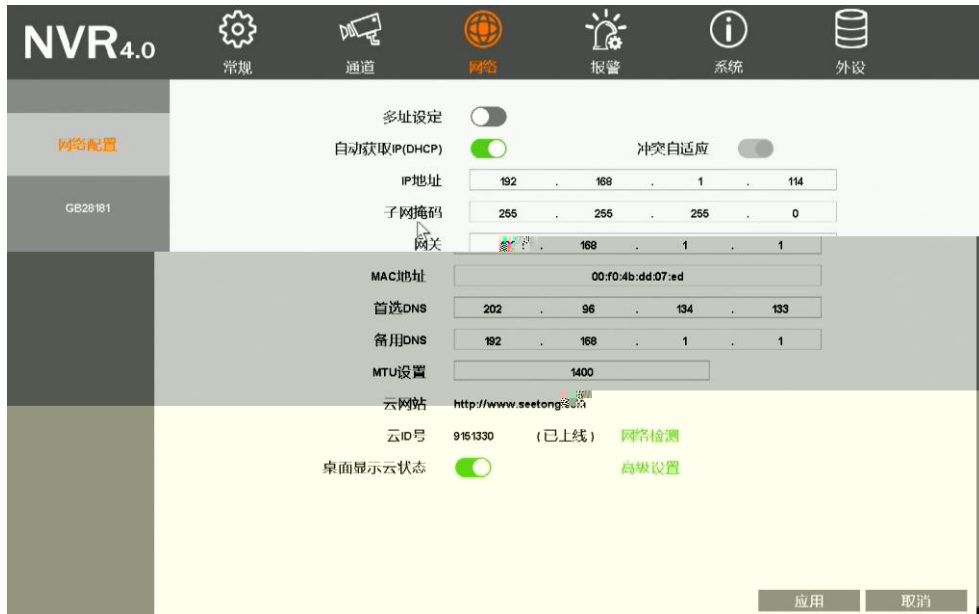 NVR4.0
常规 通道 网络 报警 系统 外设
多址设定
网络配置 自动获取IP(DHCP) 冲突自适应
IP地址 192 . 168 . 1 . 114
GB28181 子网掩码 255 . 255 . 255 . 0
网关 . 168 . 1 . 1
MAC地址 00:f0:4b:dd:07:ed
首选DNS 202 . 96 . 134 . 133
备用DNS 192 . 168 . 1 . 1
MTU设置 1400
云网站 http://www.seetong.com
云ID号 9151330 (已上线) 网络检测
桌面显示云状态 高级设置
应用 取消